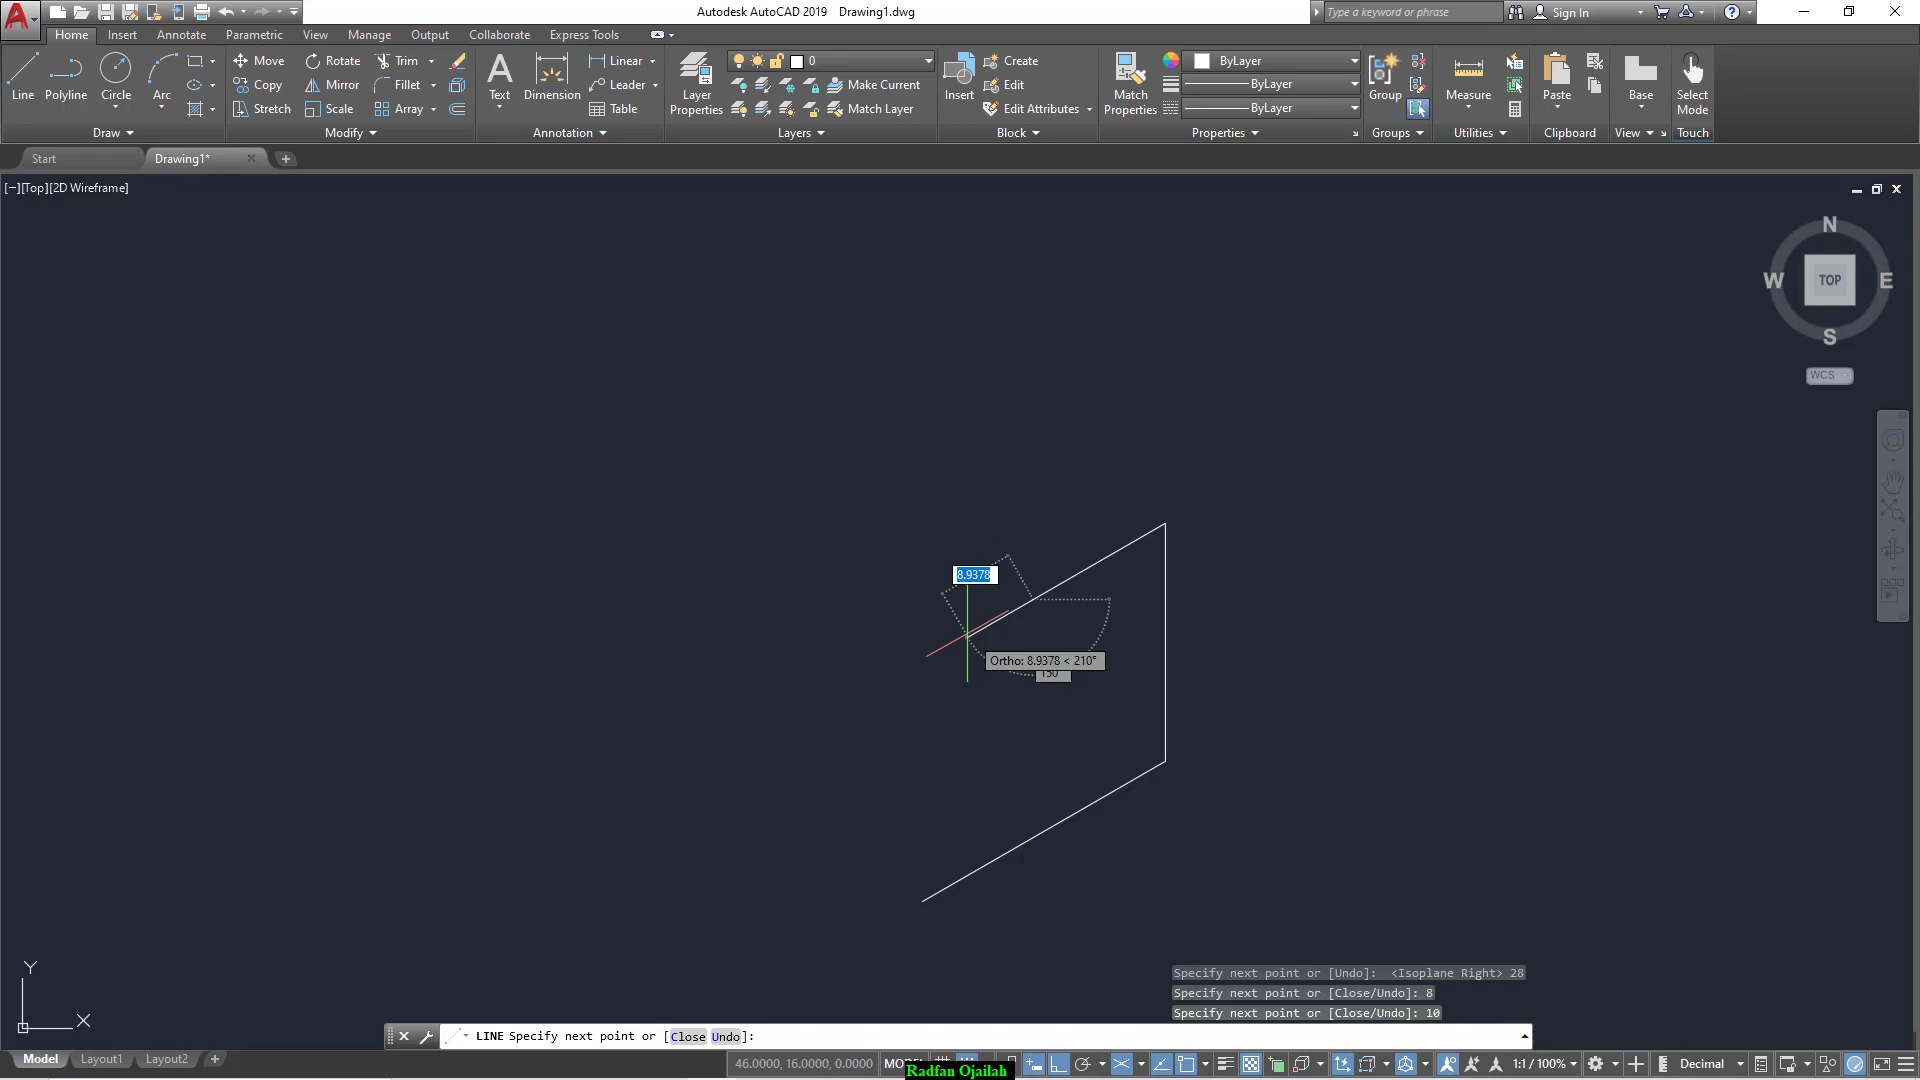 Autodesk AutoCAD 2019 Drawing1.dwg
Type a keyword or phrase
Sign In
Home Insert Annotate Parametric View Manage Output Collaborate Express Tools
Line Polyline Circle Arc
Draw
Move Rotate Trim
Copy Mirror Fillet
Stretch Scale Array
Modify
Text Dimension
Linear
Leader
Table
Annotation
Layer Properties
0
Make Current
Match Layer
Layers
Insert
Create
Edit
Edit Attributes
Block
Match Properties
ByLayer
ByLayer
ByLayer
Properties
Group
Groups
Measure
Utilities
Paste
Clipboard
Base
View
Select Mode
Touch
Start Drawing1*
[−][Top][2D Wireframe]
N
W TOP E
S
WCS
8.9378
Ortho: 8.9378 < 210°
150
Y
X
Specify next point or [Undo]: <Isoplane Right> 28
Specify next point or [Close/Undo]: 8
Specify next point or [Close/Undo]: 10
LINE Specify next point or [Close Undo]:
Model Layout1 Layout2
46.0000, 16.0000, 0.0000
1:1 / 100%
Decimal
Radfan Ojailah